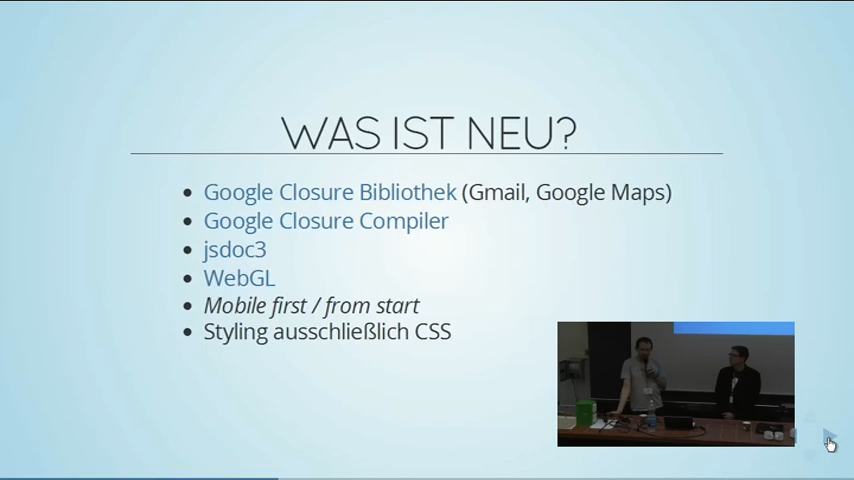 WAS IST NEU?
Google Closure Bibliothek (Gmail, Google Maps)
Google Closure Compiler
jsdoc3
WebGL
Mobile first / from start
Styling ausschließlich CSS